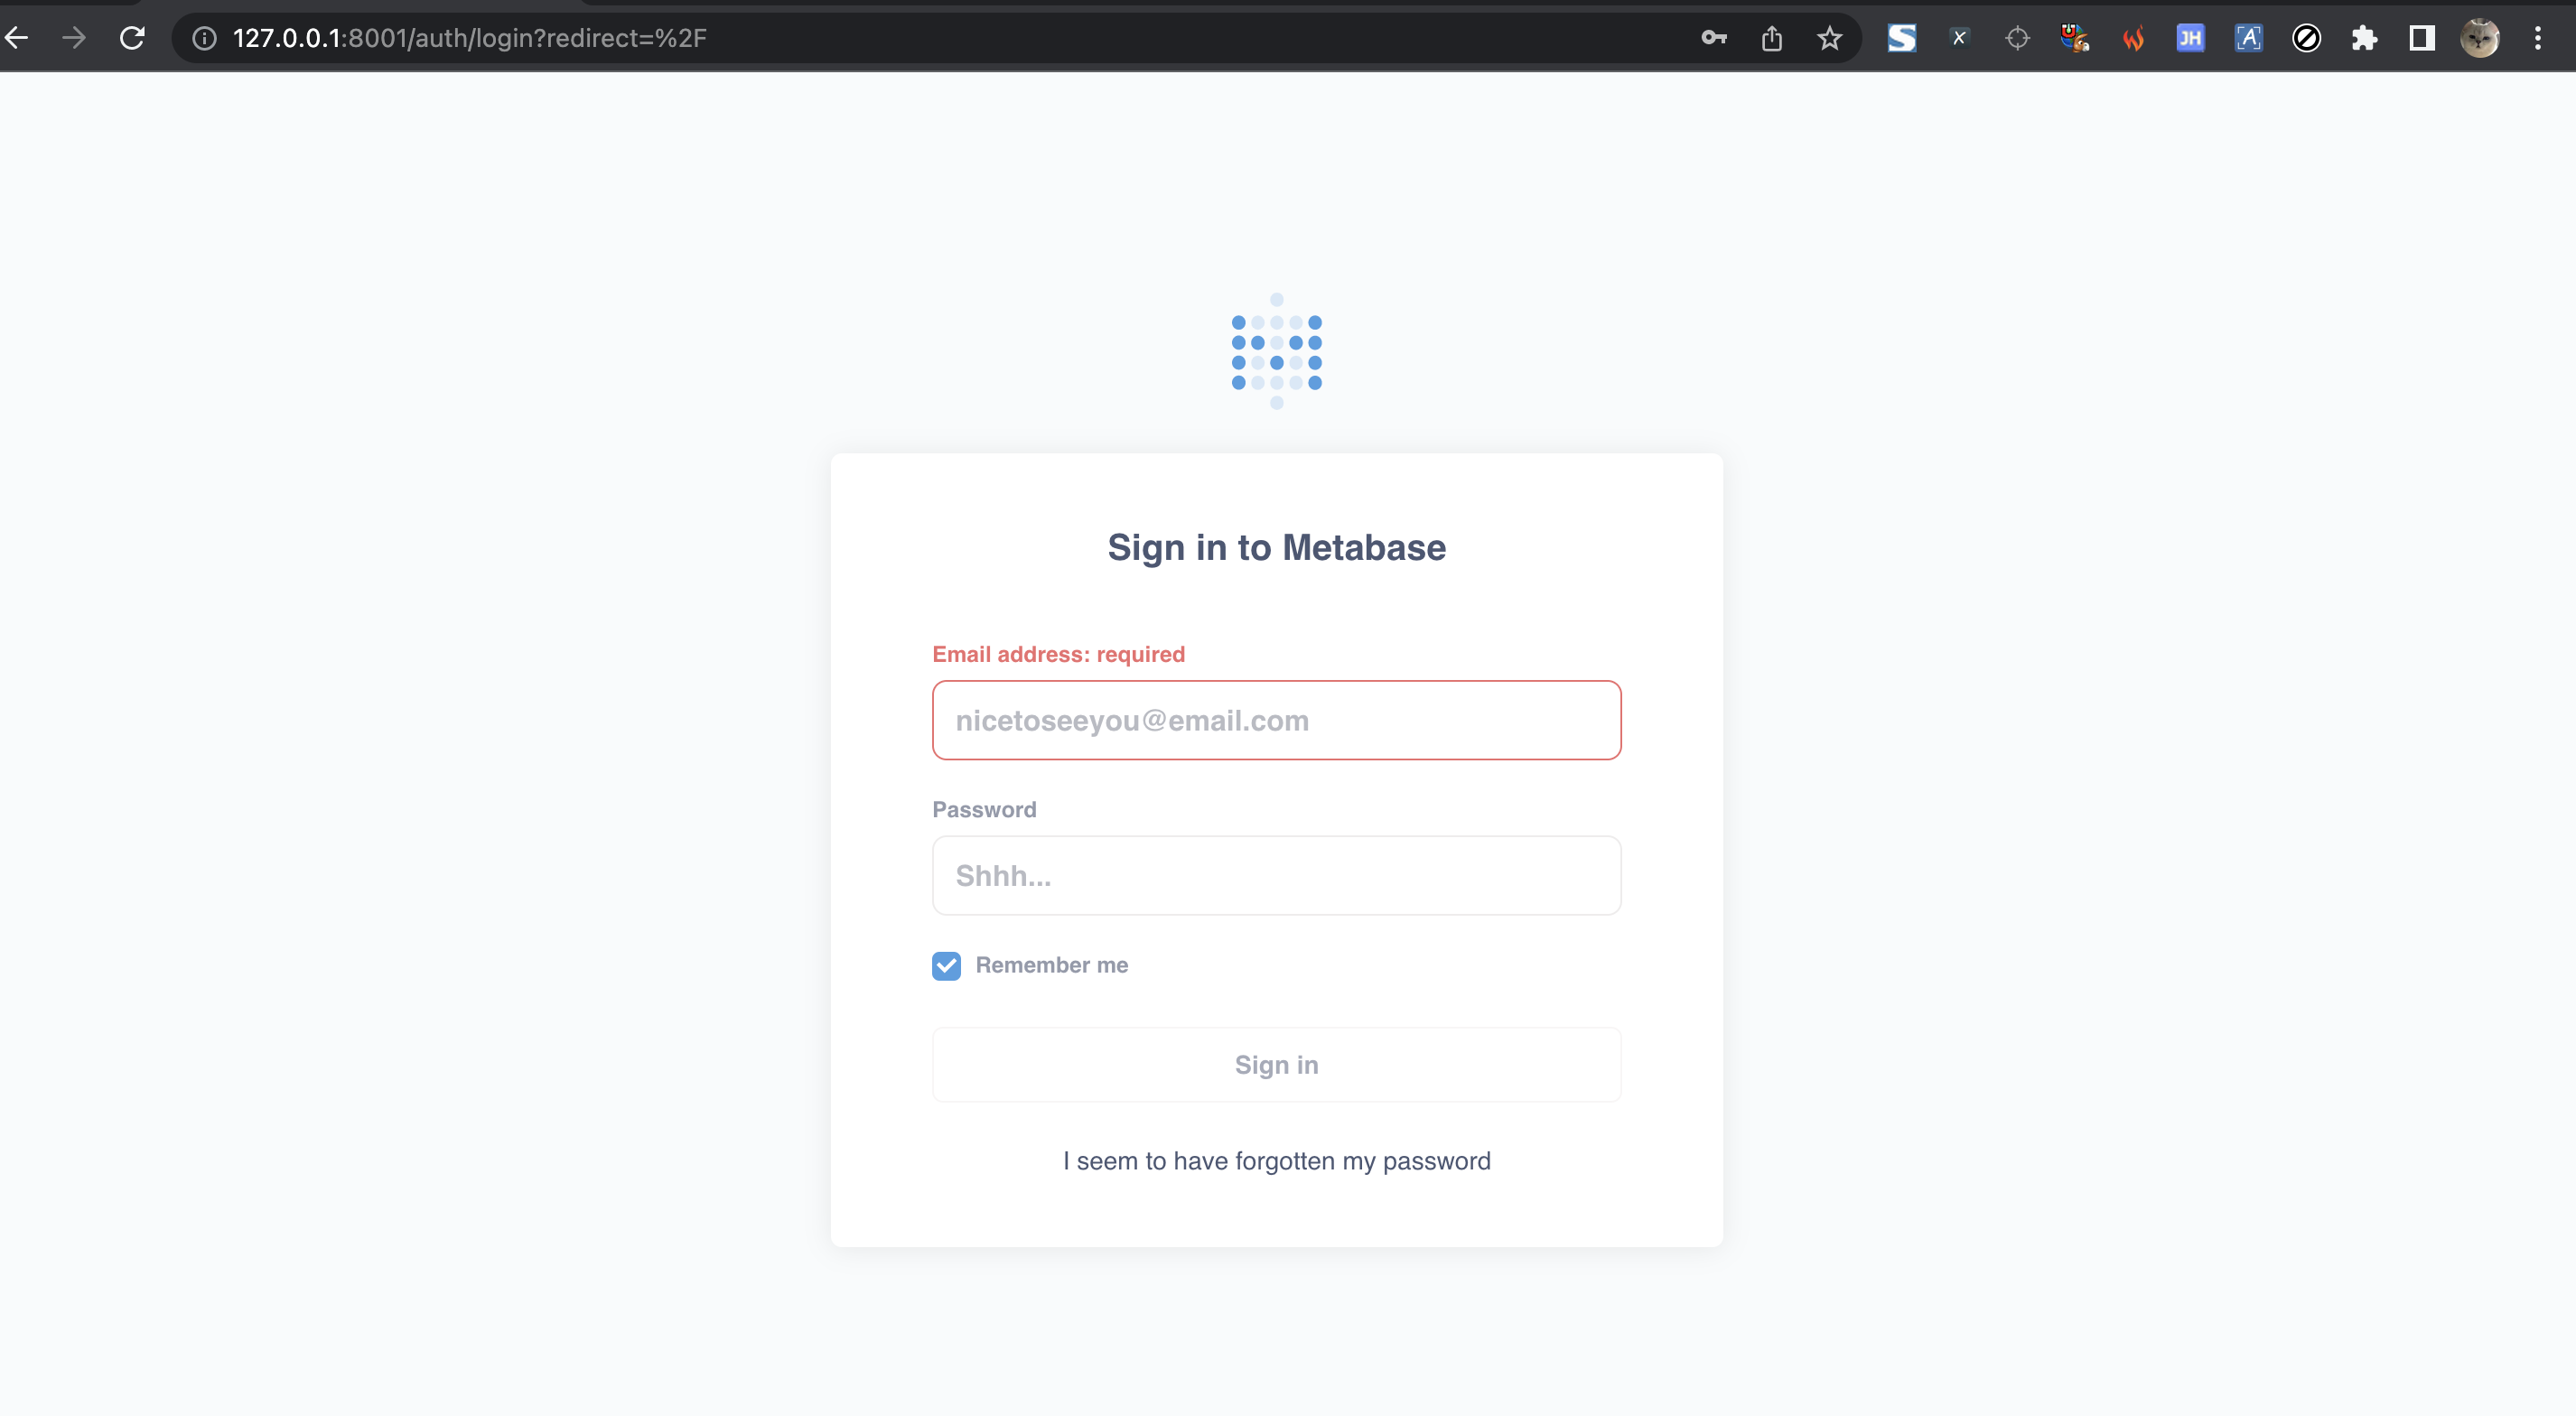 127.0.0.1:8001/auth/login?redirect=%2F
JH
Sign in to Metabase
Email address: required
nicetoseeyou@email.com
Password
Shhh...
Remember me
Sign in
I seem to have forgotten my password